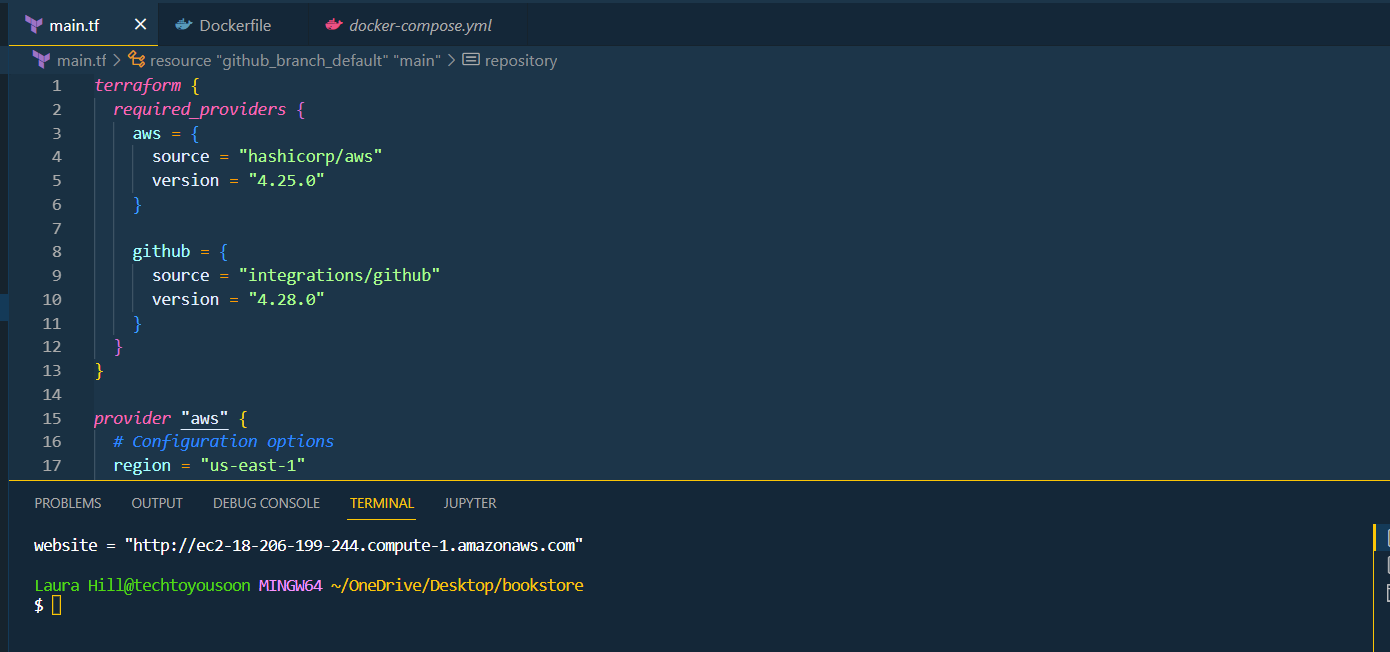 main.tf × Dockerfile docker-compose.yml
main.tf > resource "github_branch_default" "main" > repository
1 terraform {
2 required_providers {
3 aws = {
4 source = "hashicorp/aws"
5 version = "4.25.0"
6 }
7
8 github = {
9 source = "integrations/github"
10 version = "4.28.0"
11 }
12 }
13 }
14
15 provider "aws" {
16 # Configuration options
17 region = "us-east-1"
PROBLEMS OUTPUT DEBUG CONSOLE TERMINAL JUPYTER
website = "http://ec2-18-206-199-244.compute-1.amazonaws.com"
Laura Hill@techtoyousoon MINGW64 ~/OneDrive/Desktop/bookstore
$